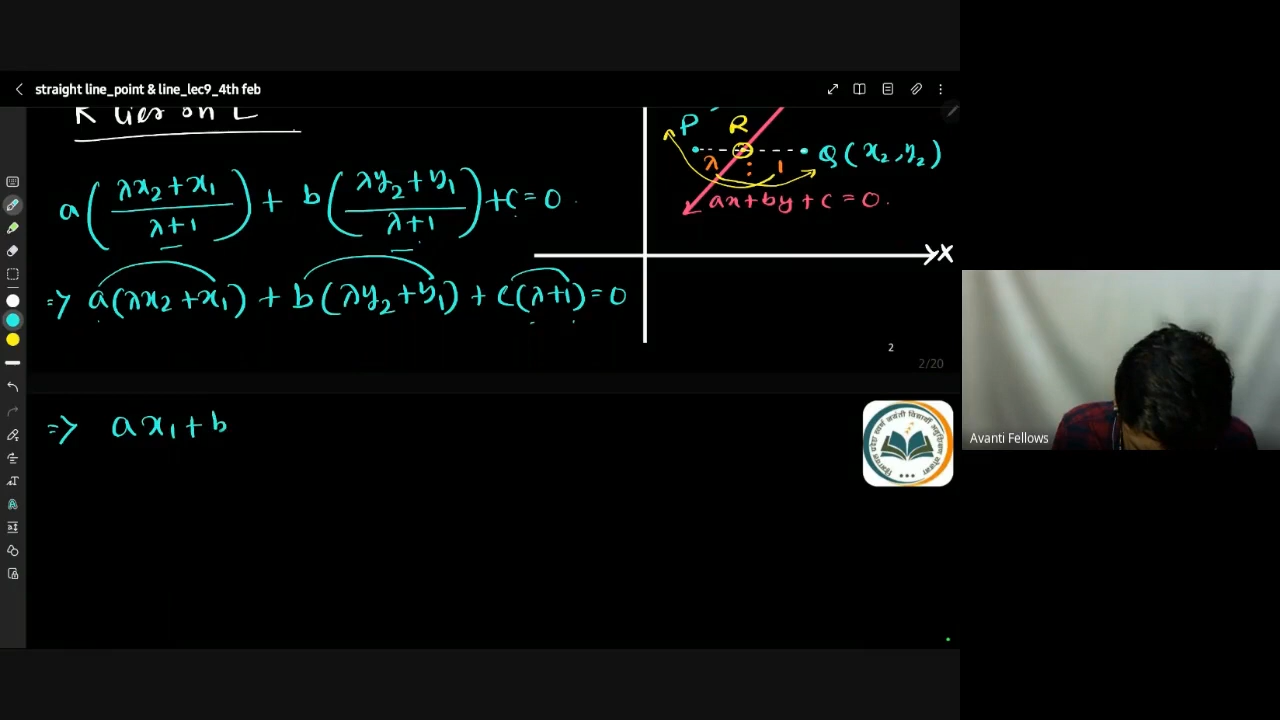 straight line_point & line_lec9_4th feb
R lies on L
P R Q(x₂,y₂)
λ : 1
ax+by+c=0.
a((λx₂+x₁)/(λ+1)) + b((λy₂+y₁)/(λ+1)) +c=0
X
=> a(λx₂+x₁) + b(λy₂+y₁) + c(λ+1)=0
2
2/20
=> ax₁+b
Avanti Fellows